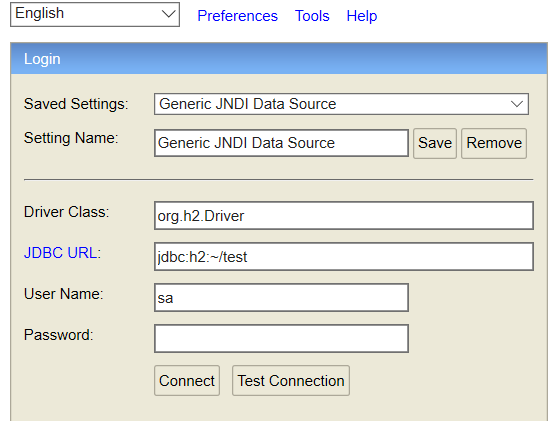 English Preferences Tools Help
Login
Saved Settings: Generic JNDI Data Source
Setting Name: Generic JNDI Data Source Save Remove
Driver Class: org.h2.Driver
JDBC URL: jdbc:h2:~/test
User Name: sa
Password:
Connect Test Connection